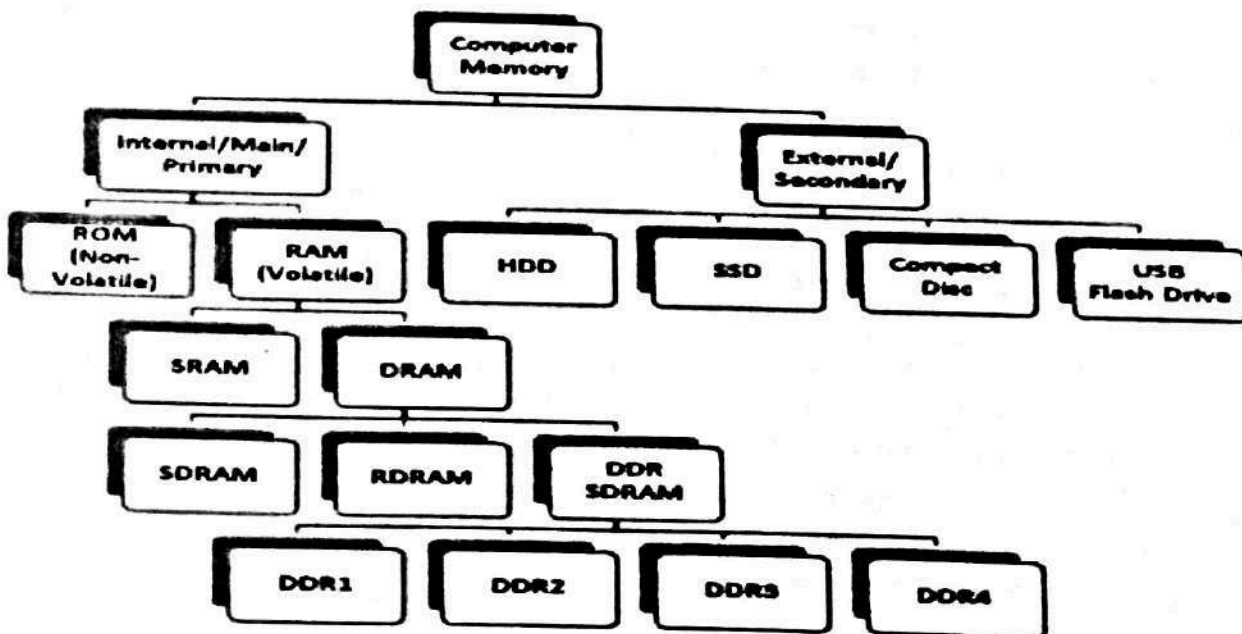 Computer
Memory
Internal/Main/
Primary
External/
Secondary
ROM
(Non-
Volatile)
RAM
(Volatile)
HDD
SSD
Compact
Disc
USB
Flash Drive
SRAM
DRAM
SDRAM
RDRAM
DDR
SDRAM
DDR1
DDR2
DDR3
DDR4